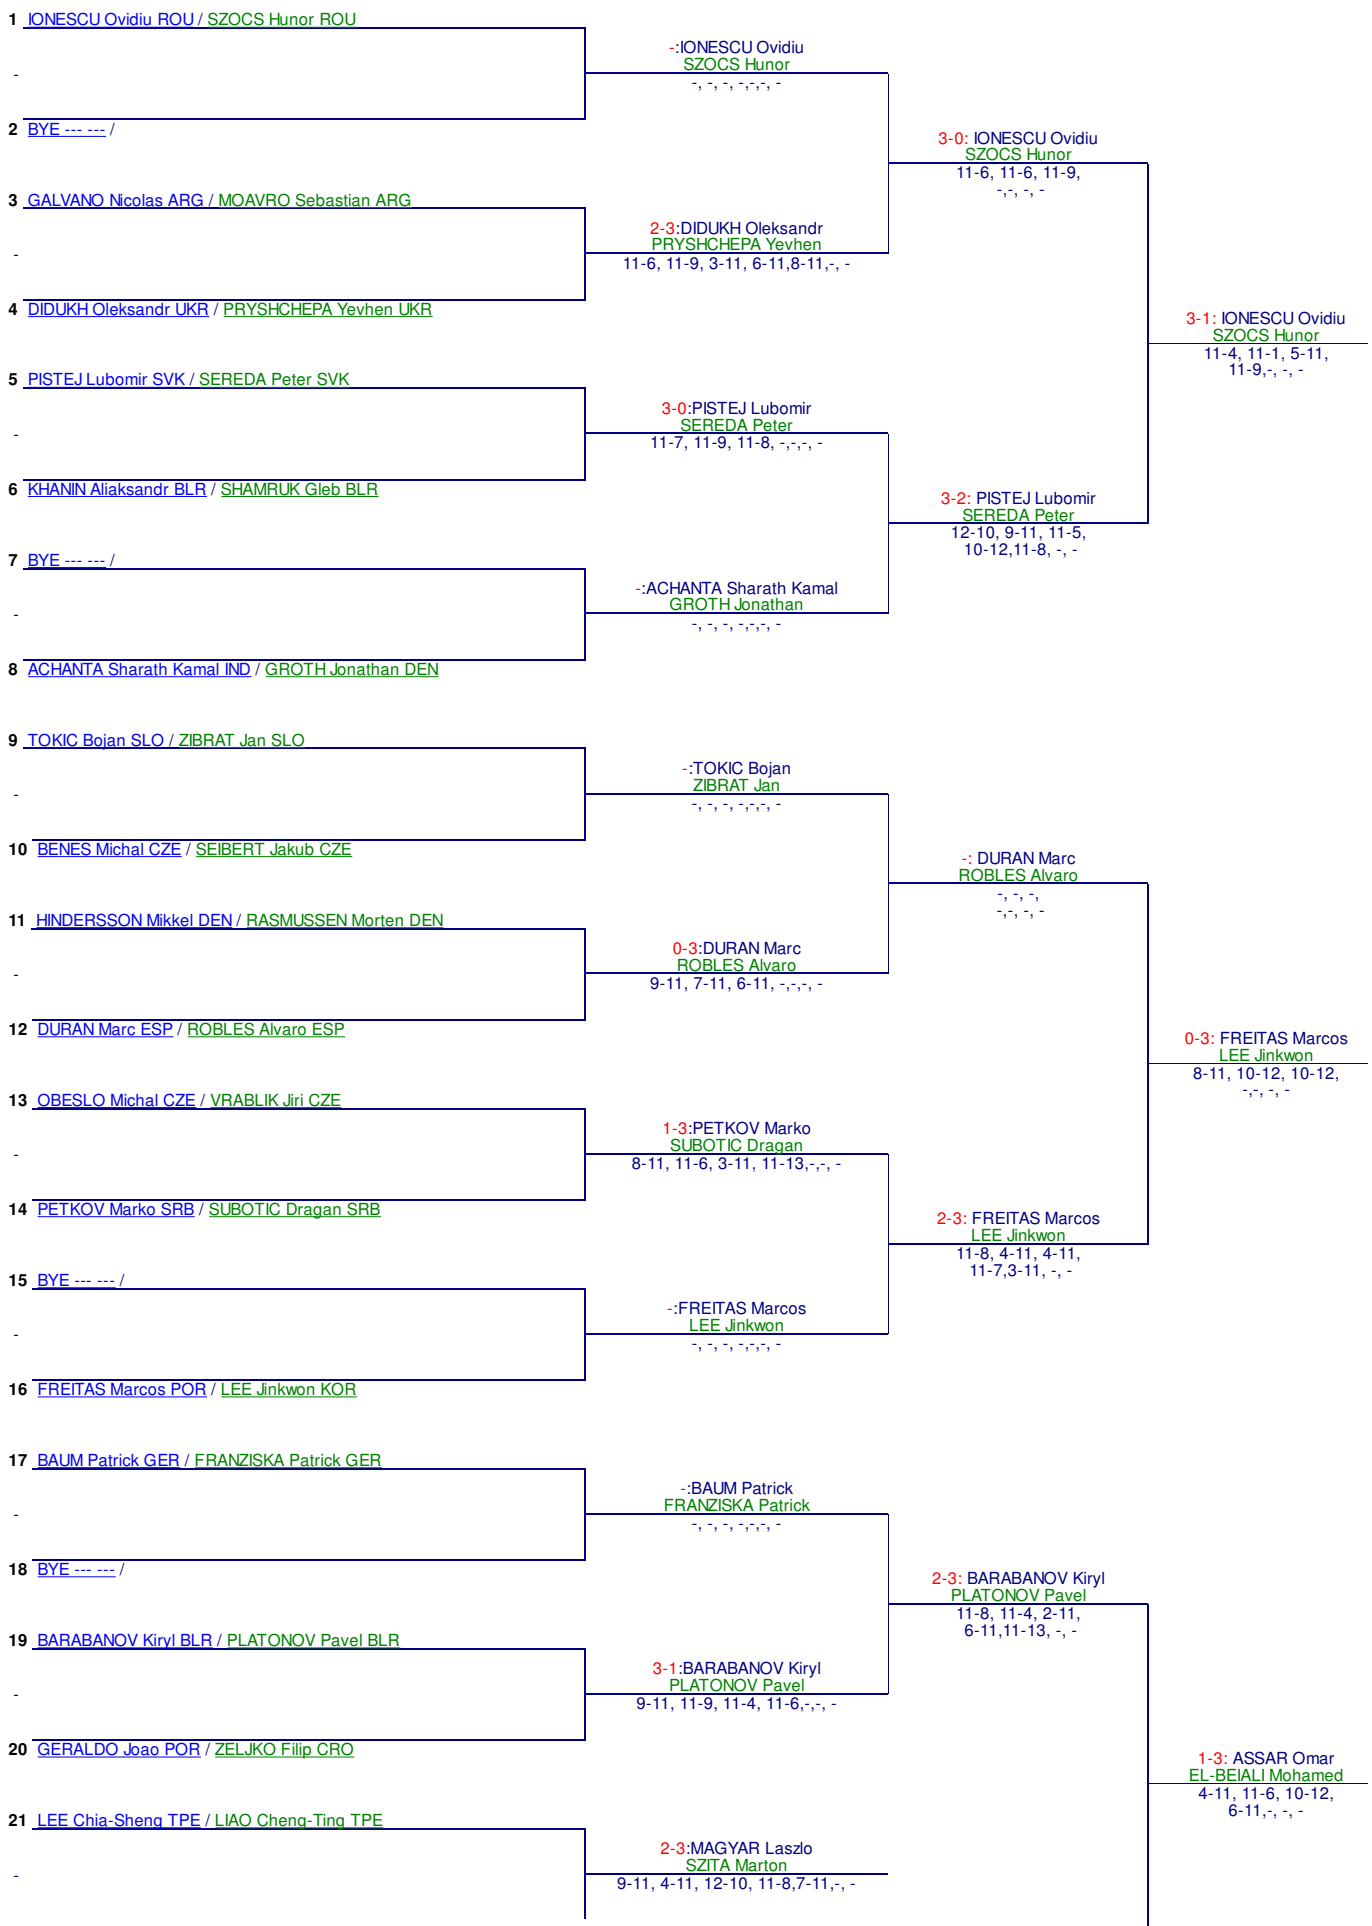 1 IONESCU Ovidiu ROU / SZOCS Hunor ROU
-:IONESCU Ovidiu
SZOCS Hunor
-
-, -, -, -,-,-, -
2 BYE --- --- /
3-0: IONESCU Ovidiu
SZOCS Hunor
11-6, 11-6, 11-9,
-,-, -, -
3 GALVANO Nicolas ARG / MOAVRO Sebastian ARG
2-3:DIDUKH Oleksandr
PRYSHCHEPA Yevhen
-
11-6, 11-9, 3-11, 6-11,8-11,-, -
4 DIDUKH Oleksandr UKR / PRYSHCHEPA Yevhen UKR
3-1: IONESCU Ovidiu
SZOCS Hunor
11-4, 11-1, 5-11,
11-9,-, -, -
5 PISTEJ Lubomir SVK / SEREDA Peter SVK
3-0:PISTEJ Lubomir
SEREDA Peter
-
11-7, 11-9, 11-8, -,-,-, -
6 KHANIN Aliaksandr BLR / SHAMRUK Gleb BLR
3-2: PISTEJ Lubomir
SEREDA Peter
12-10, 9-11, 11-5,
10-12,11-8, -, -
7 BYE --- --- /
-:ACHANTA Sharath Kamal
GROTH Jonathan
-
-, -, -, -,-,-, -
8 ACHANTA Sharath Kamal IND / GROTH Jonathan DEN
9 TOKIC Bojan SLO / ZIBRAT Jan SLO
-:TOKIC Bojan
ZIBRAT Jan
-
-, -, -, -,-,-, -
10 BENES Michal CZE / SEIBERT Jakub CZE
-: DURAN Marc
ROBLES Alvaro
-, -, -,
-,-, -, -
11 HINDERSSON Mikkel DEN / RASMUSSEN Morten DEN
0-3:DURAN Marc
ROBLES Alvaro
-
9-11, 7-11, 6-11, -,-,-, -
12 DURAN Marc ESP / ROBLES Alvaro ESP
0-3: FREITAS Marcos
LEE Jinkwon
8-11, 10-12, 10-12,
-,-, -, -
13 OBESLO Michal CZE / VRABLIK Jiri CZE
1-3:PETKOV Marko
SUBOTIC Dragan
-
8-11, 11-6, 3-11, 11-13,-,-, -
14 PETKOV Marko SRB / SUBOTIC Dragan SRB
2-3: FREITAS Marcos
LEE Jinkwon
11-8, 4-11, 4-11,
11-7,3-11, -, -
15 BYE --- --- /
-:FREITAS Marcos
LEE Jinkwon
-
-, -, -, -,-,-, -
16 FREITAS Marcos POR / LEE Jinkwon KOR
17 BAUM Patrick GER / FRANZISKA Patrick GER
-:BAUM Patrick
FRANZISKA Patrick
-
-, -, -, -,-,-, -
18 BYE --- --- /
2-3: BARABANOV Kiryl
PLATONOV Pavel
11-8, 11-4, 2-11,
6-11,11-13, -, -
19 BARABANOV Kiryl BLR / PLATONOV Pavel BLR
3-1:BARABANOV Kiryl
PLATONOV Pavel
-
9-11, 11-9, 11-4, 11-6,-,-, -
20 GERALDO Joao POR / ZELJKO Filip CRO
1-3: ASSAR Omar
EL-BEIALI Mohamed
4-11, 11-6, 10-12,
6-11,-, -, -
21 LEE Chia-Sheng TPE / LIAO Cheng-Ting TPE
2-3:MAGYAR Laszlo
SZITA Marton
-
9-11, 4-11, 12-10, 11-8,7-11,-, -